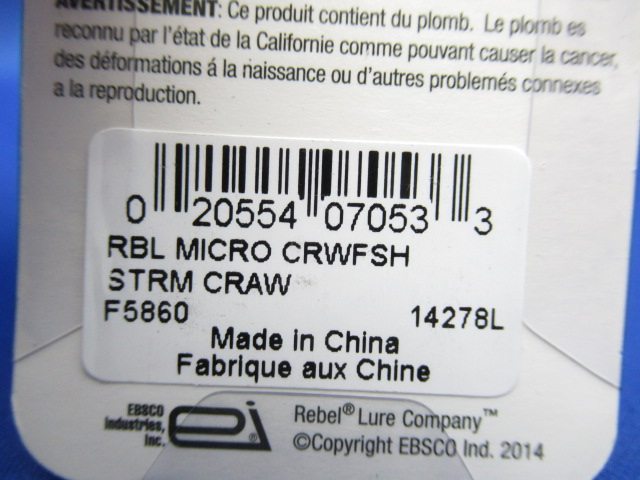 AVERTISSEMENT: Ce produit contient du plomb. Le plomb es
reconnu par l'état de la Californie comme pouvant causer la cancer,
des déformations á la naissance ou d'autres problemés connexes
a la reproduction.
0 20554 07053 3
RBL MICRO CRWFSH
STRM CRAW
F5860 14278L
Made in China
Fabrique aux Chine
EBSCO
Industries,
Inc.
ei®
Rebel® Lure Company™
©Copyright EBSCO Ind. 2014